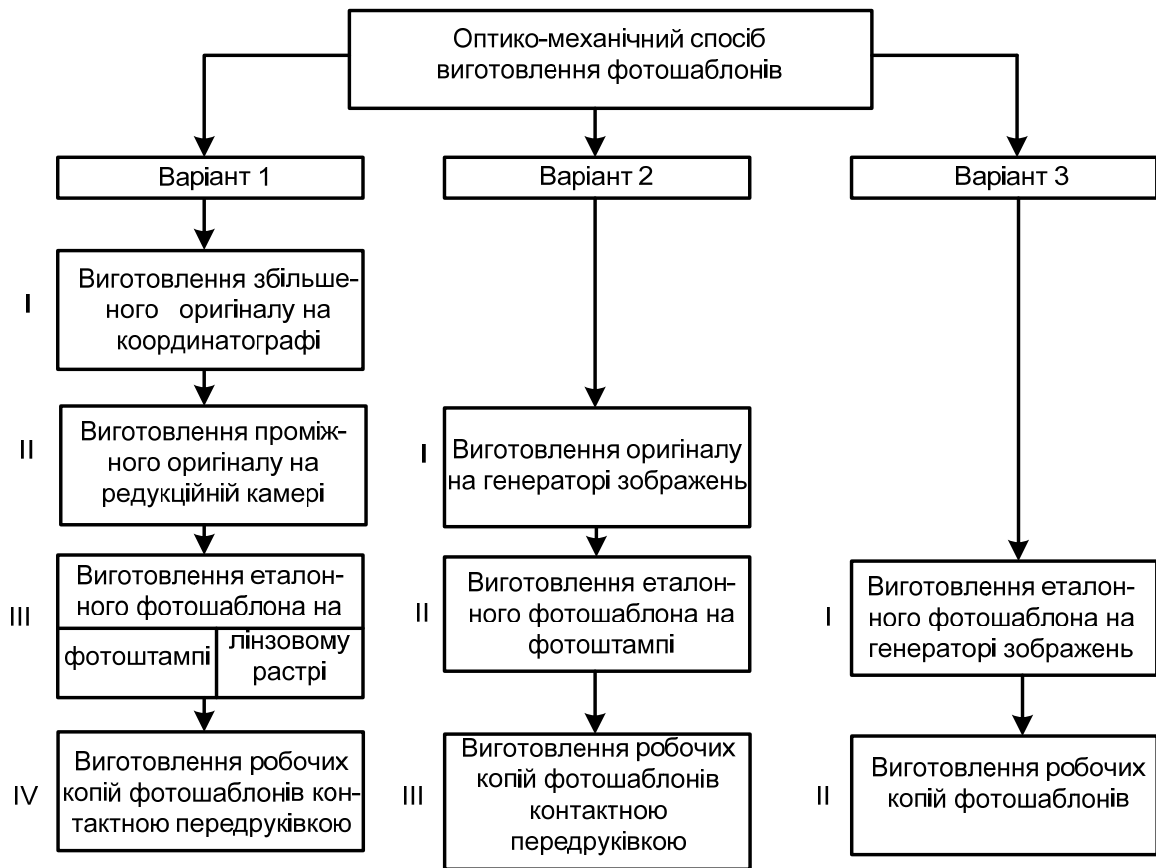 Оптико-механічний спосіб
виготовлення фотошаблонів
Варіант 1
Варіант 2
Варіант 3
I
Виготовлення збільше-
ного оригіналу на
координатографі
II
Виготовлення проміж-
ного оригіналу на
редукційній камері
III
Виготовлення еталон-
ного фотошаблона на
фотоштампі
лінзовому
растрі
IV
Виготовлення робочих
копій фотошаблонів кон-
тактною передруківкою
I
Виготовлення оригіналу
на генераторі зображень
II
Виготовлення еталон-
ного фотошаблона на
фотоштампі
III
Виготовлення робочих
копій фотошаблонів
контактною
передруківкою
I
Виготовлення еталон-
ного фотошаблона на
генераторі зображень
II
Виготовлення робочих
копій фотошаблонів